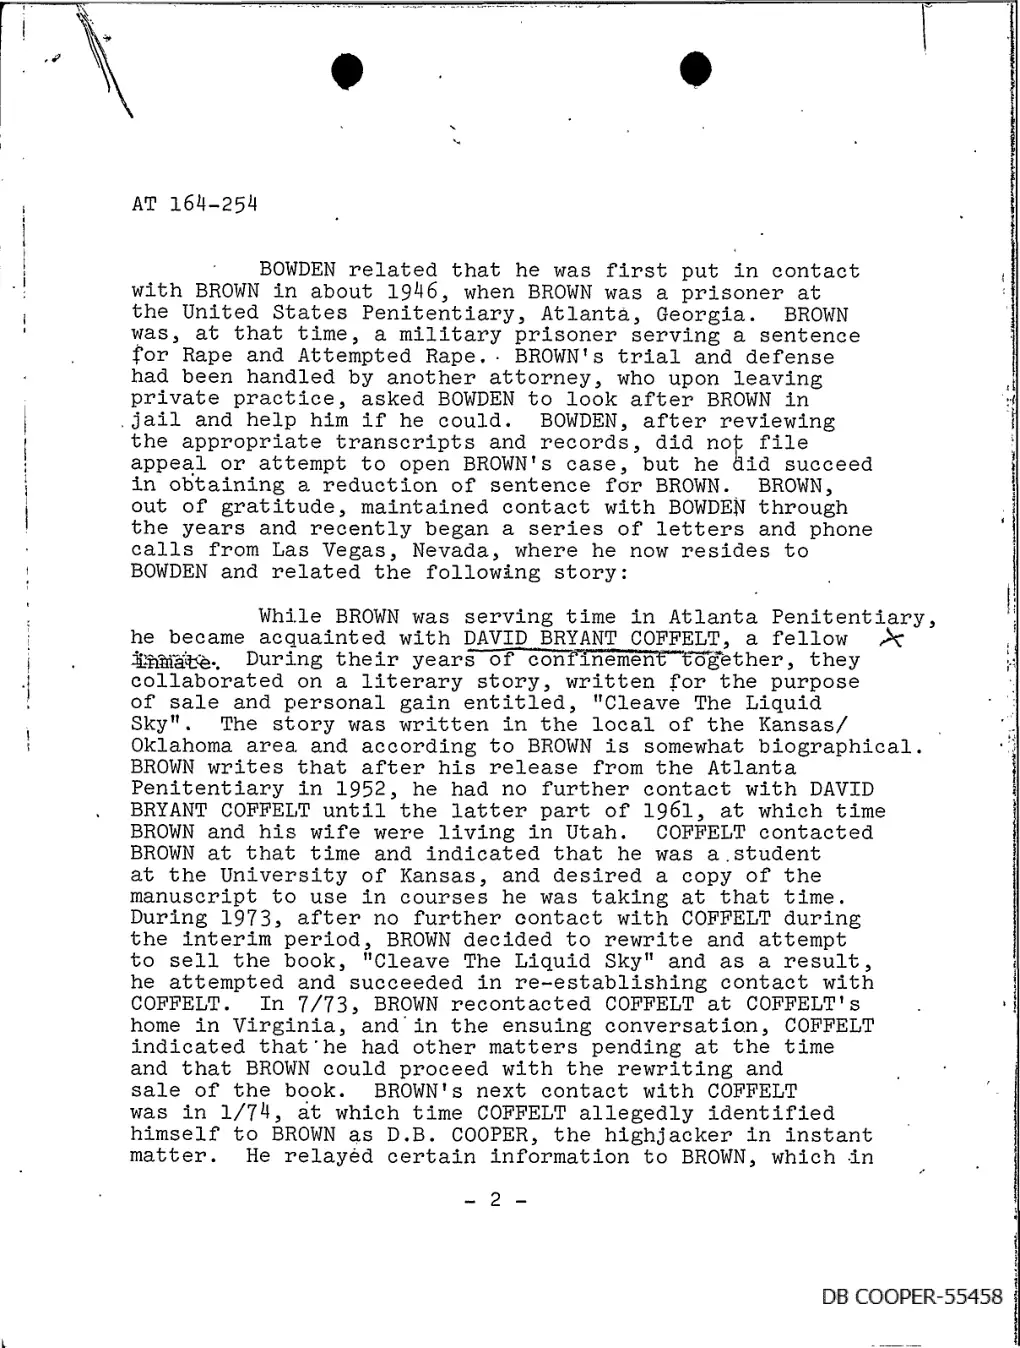 AT 164-254
BOWDEN related that he was first put in contact
with BROWN in about 1946, when BROWN was a prisoner at
the United States Penitentiary, Atlanta, Georgia. BROWN
was, at that time, a military prisoner serving a sentence
for Rape and Attempted Rape. BROWN's trial and defense
had been handled by another attorney, who upon leaving
private practice, asked BOWDEN to look after BROWN in
jail and help him if he could. BOWDEN, after reviewing
the appropriate transcripts and records, did not file
appeal or attempt to open BROWN's case, but he did succeed
in obtaining a reduction of sentence for BROWN. BROWN,
out of gratitude, maintained contact with BOWDEN through
the years and recently began a series of letters and phone
calls from Las Vegas, Nevada, where he now resides to
BOWDEN and related the following story:
While BROWN was serving time in Atlanta Penitentiary,
he became acquainted with DAVID BRYANT COFFELT, a fellow
inmate. During their years of confinement together, they
collaborated on a literary story, written for the purpose
of sale and personal gain entitled, "Cleave The Liquid
Sky". The story was written in the local of the Kansas/
Oklahoma area and according to BROWN is somewhat biographical.
BROWN writes that after his release from the Atlanta
Penitentiary in 1952, he had no further contact with DAVID
BRYANT COFFELT until the latter part of 1961, at which time
BROWN and his wife were living in Utah. COFFELT contacted
BROWN at that time and indicated that he was a student
at the University of Kansas, and desired a copy of the
manuscript to use in courses he was taking at that time.
During 1973, after no further contact with COFFELT during
the interim period, BROWN decided to rewrite and attempt
to sell the book, "Cleave The Liquid Sky" and as a result,
he attempted and succeeded in re-establishing contact with
COFFELT. In 7/73, BROWN recontacted COFFELT at COFFELT's
home in Virginia, and in the ensuing conversation, COFFELT
indicated that he had other matters pending at the time
and that BROWN could proceed with the rewriting and
sale of the book. BROWN's next contact with COFFELT
was in 1/74, at which time COFFELT allegedly identified
himself to BROWN as D.B. COOPER, the highjacker in instant
matter. He relayed certain information to BROWN, which in
- 2 -
DB COOPER-55458